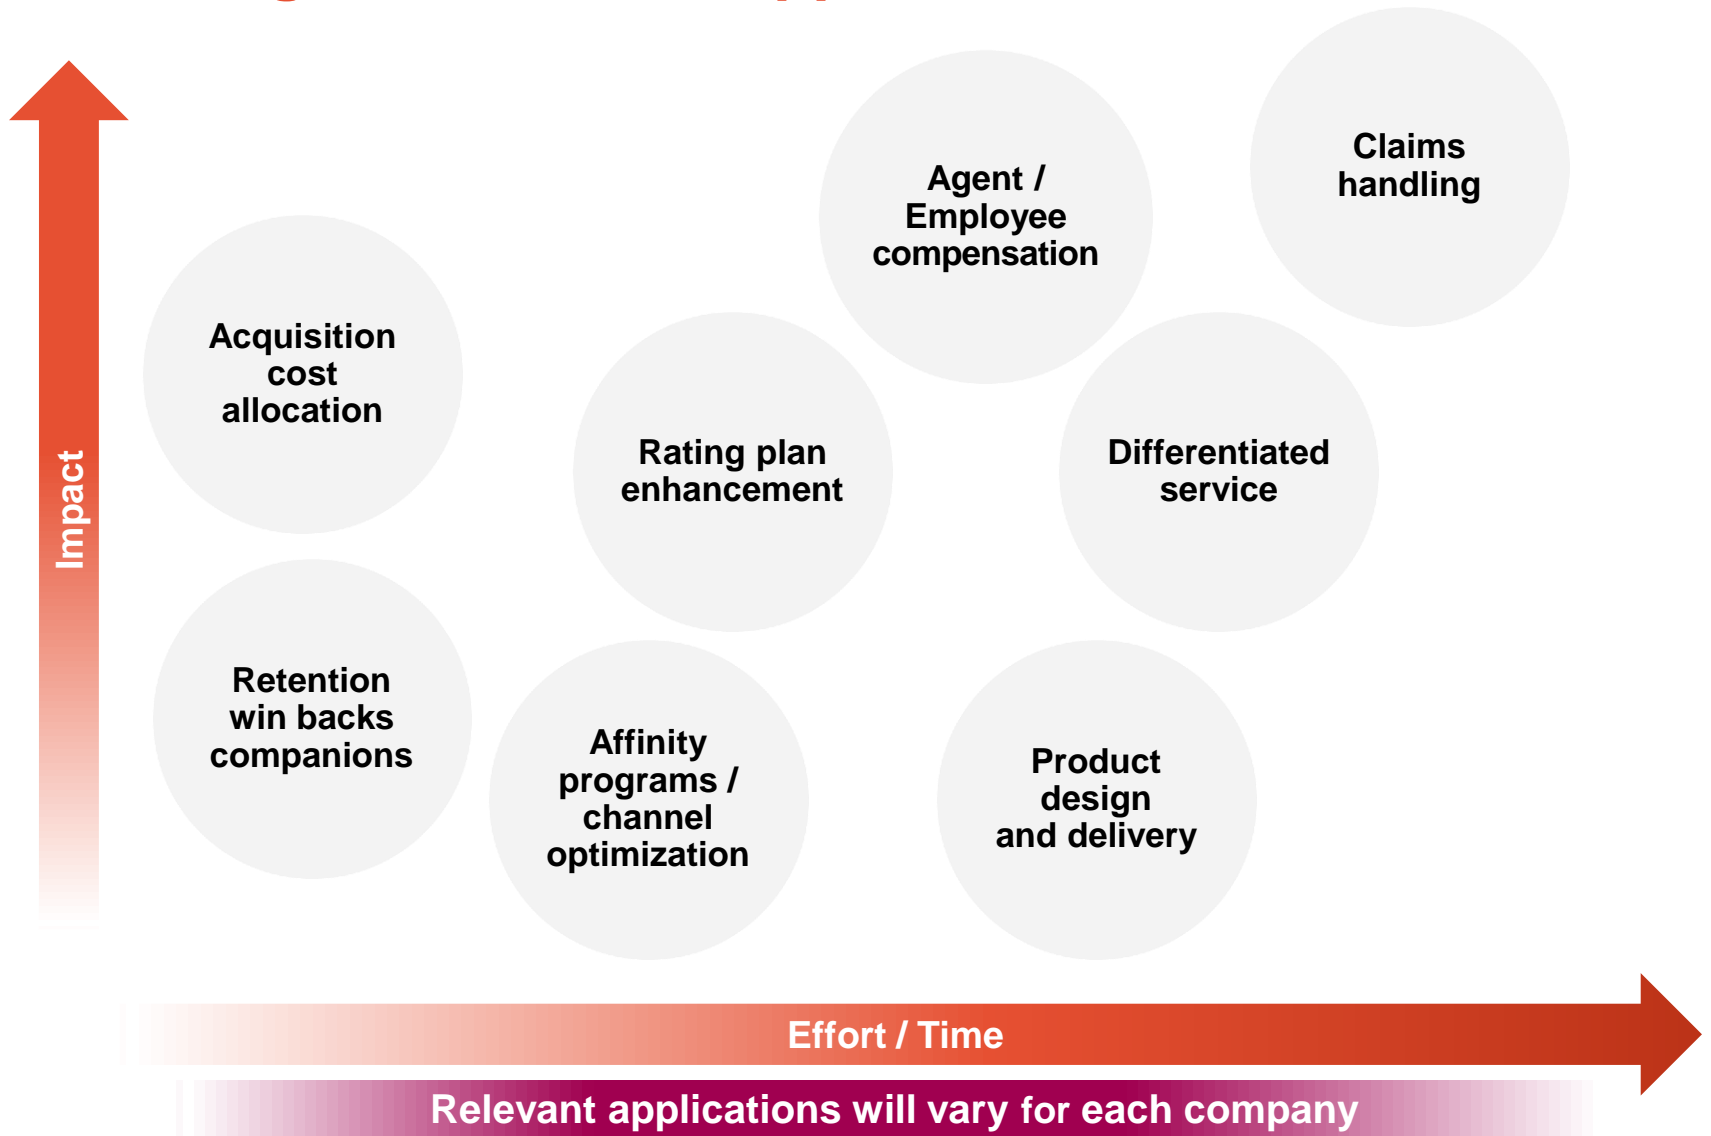 Claims
handling
Agent /
Employee
compensation
Acquisition
cost
allocation
Rating plan
enhancement
Differentiated
service
Impact
Retention
win backs
companions
Affinity
programs /
channel
optimization
Product
design
and delivery
Effort / Time
Relevant applications will vary for each company